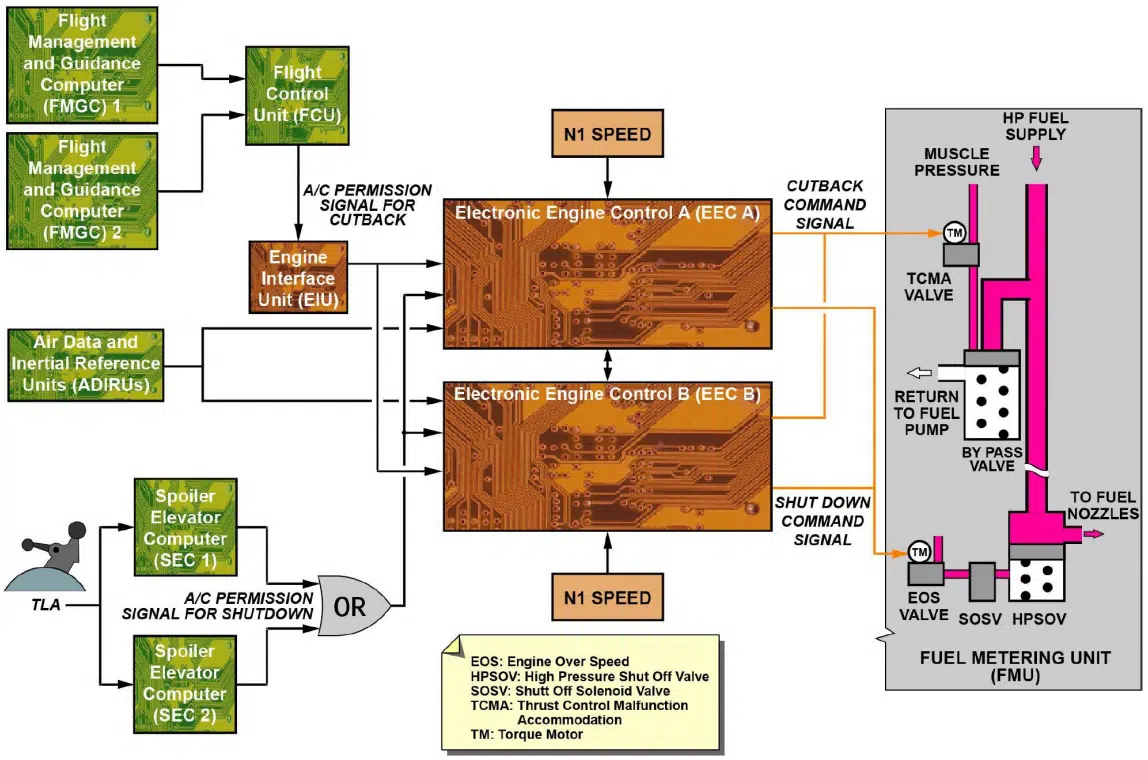 Flight
Management
and Guidance
Computer
(FMGC) 1
Flight
Management
and Guidance
Computer
(FMGC) 2
Flight
Control
Unit (FCU)
A/C PERMISSION
SIGNAL FOR
CUTBACK
Engine
Interface
Unit (EIU)
Air Data and
Inertial Reference
Units (ADIRUs)
Spoiler
Elevator
Computer
(SEC 1)
TLA
A/C PERMISSION
SIGNAL FOR SHUTDOWN
OR
Spoiler
Elevator
Computer
(SEC 2)
N1 SPEED
Electronic Engine Control A (EEC A)
Electronic Engine Control B (EEC B)
N1 SPEED
CUTBACK
COMMAND
SIGNAL
SHUT DOWN
COMMAND
SIGNAL
HP FUEL
SUPPLY
MUSCLE
PRESSURE
TM
TCMA
VALVE
RETURN
TO FUEL
PUMP
BY PASS
VALVE
TO FUEL
NOZZLES
TM
EOS
VALVE
SOSV
HPSOV
FUEL METERING UNIT
(FMU)
EOS: Engine Over Speed
HPSOV: High Pressure Shut Off Valve
SOSV: Shutt Off Solenoid Valve
TCMA: Thrust Control Malfunction
Accommodation
TM: Torque Motor